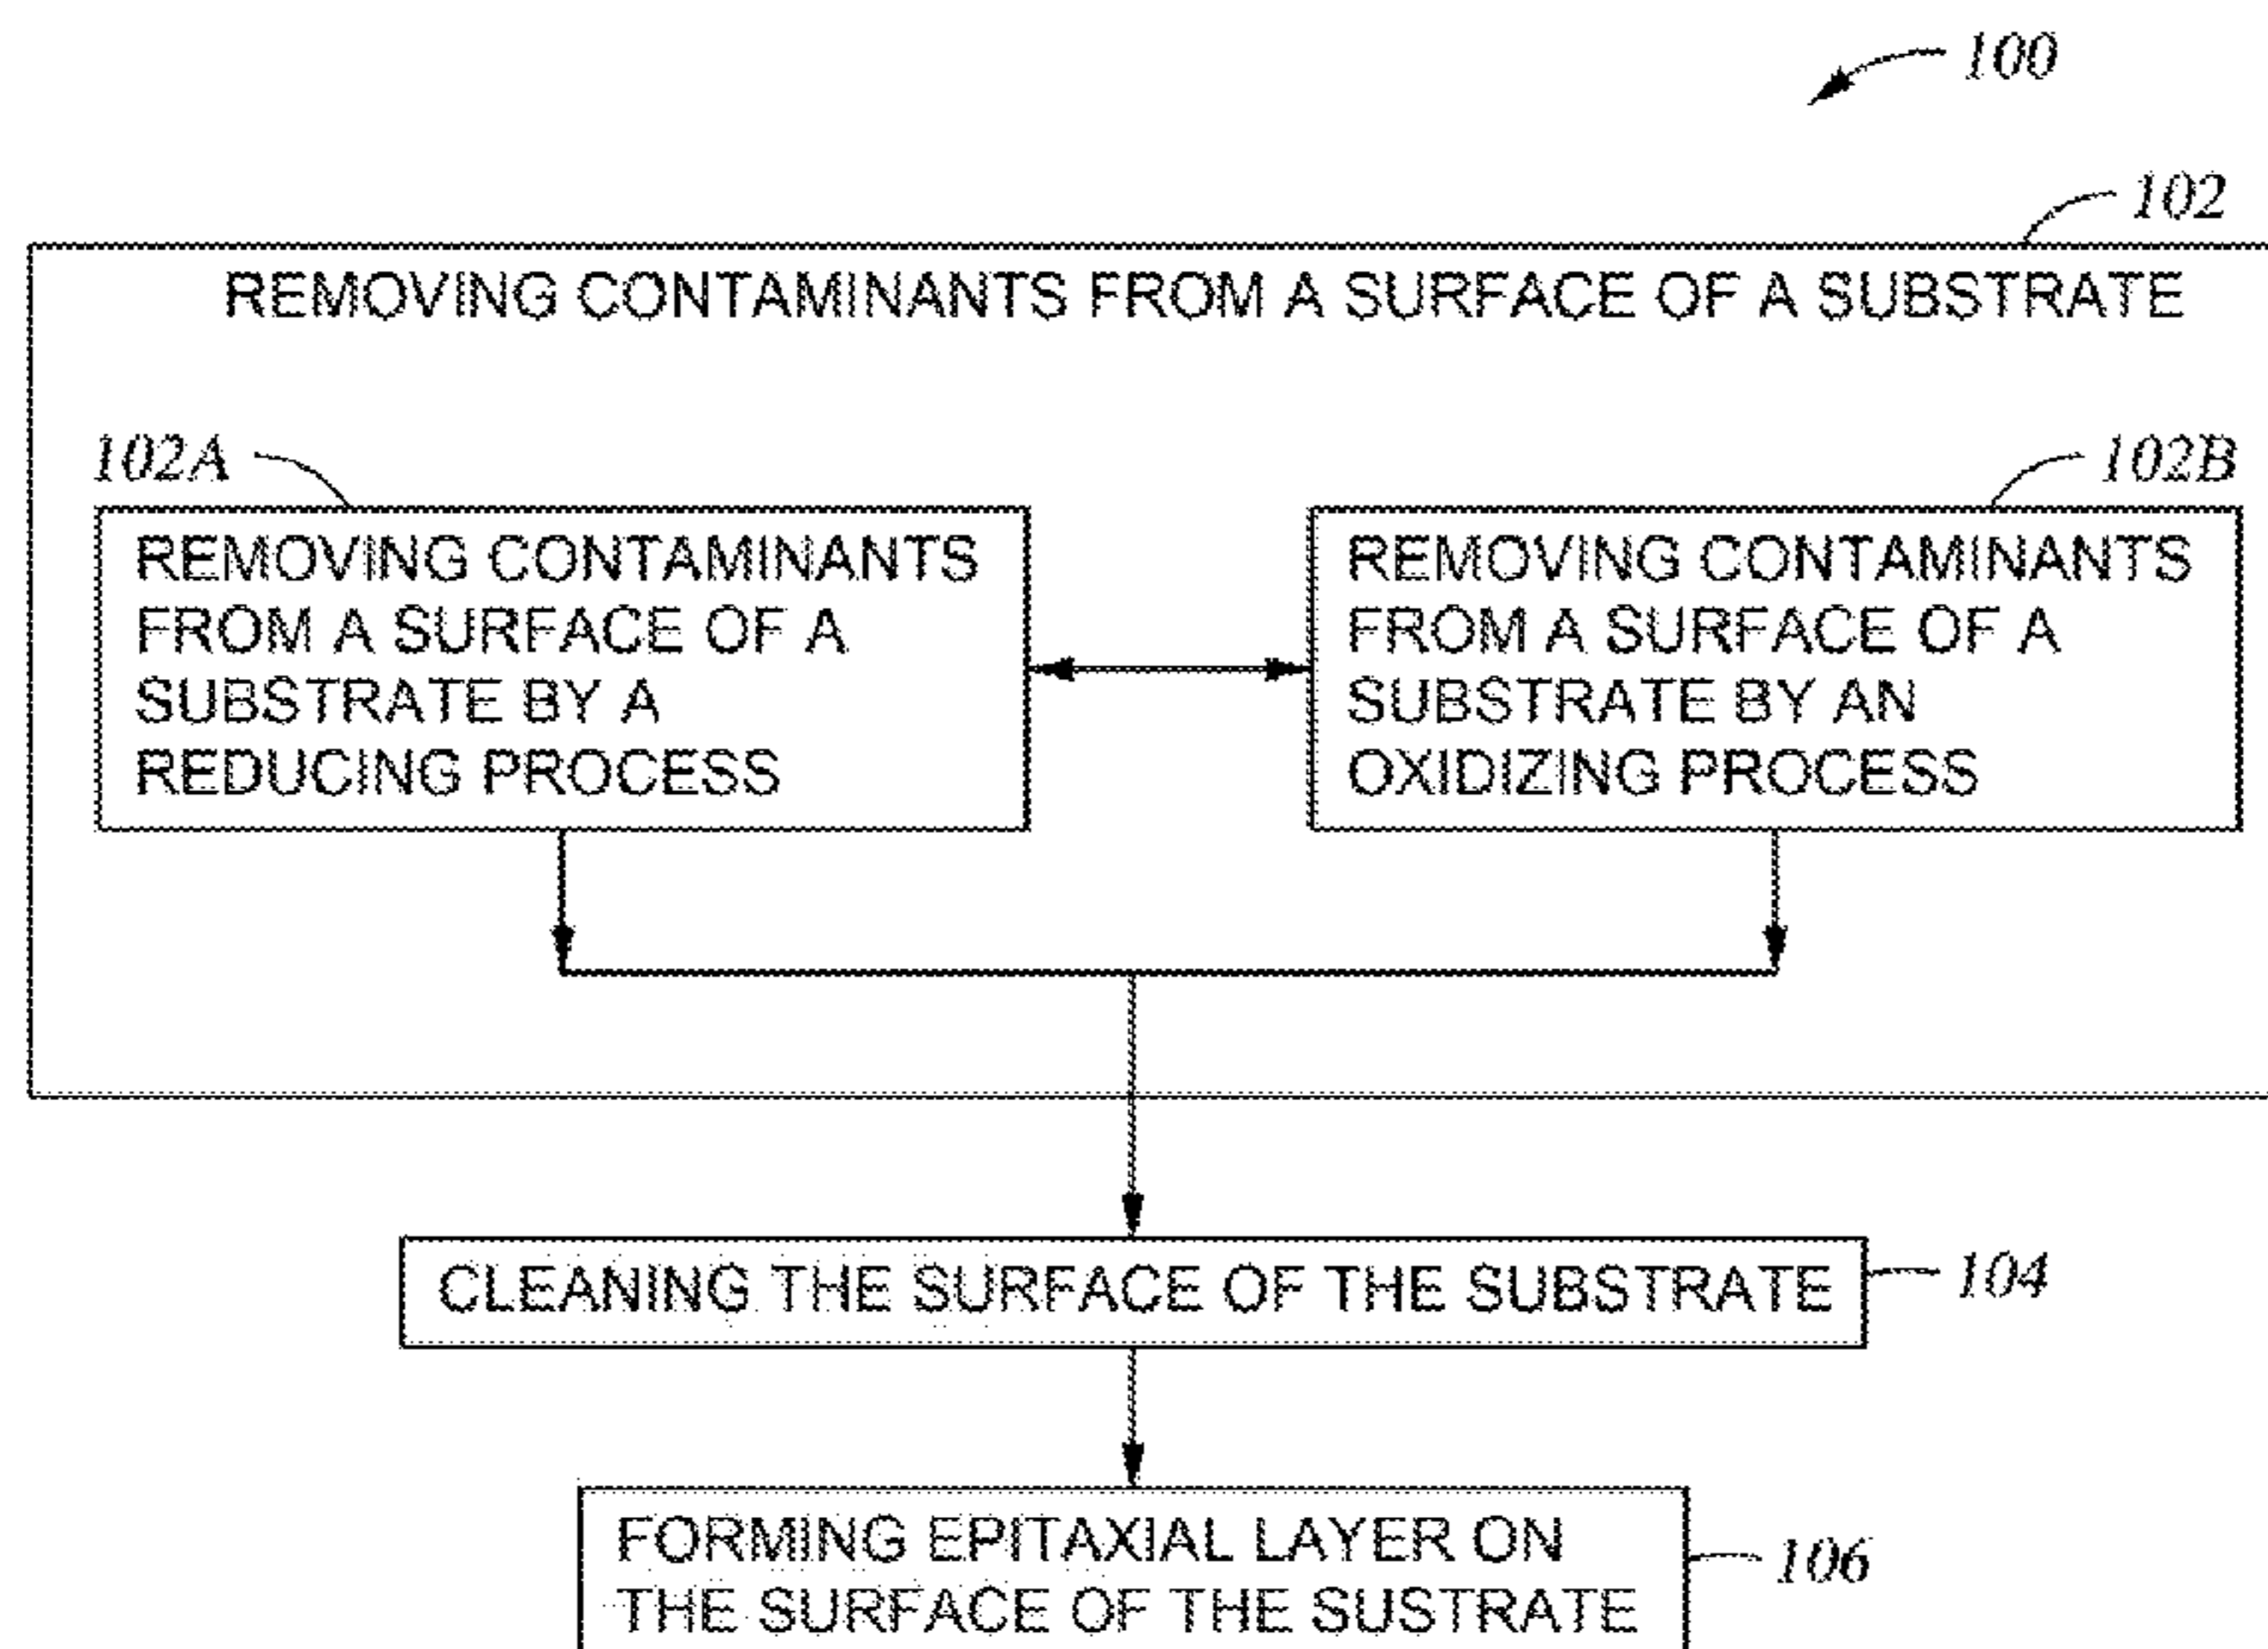 100
102
REMOVING CONTAMINANTS FROM A SURFACE OF A SUBSTRATE
102A
REMOVING CONTAMINANTS
FROM A SURFACE OF A
SUBSTRATE BY A
REDUCING PROCESS
102B
REMOVING CONTAMINANTS
FROM A SURFACE OF A
SUBSTRATE BY AN
OXIDIZING PROCESS
CLEANING THE SURFACE OF THE SUBSTRATE
104
FORMING EPITAXIAL LAYER ON
THE SURFACE OF THE SUSTRATE
106